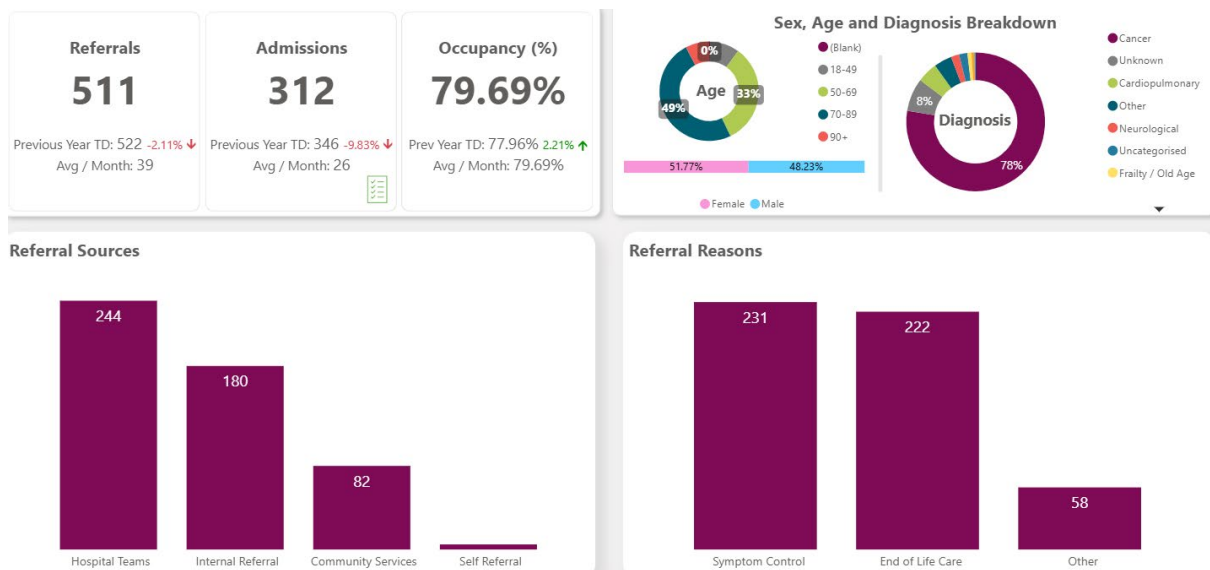 Referrals
511
Previous Year TD: 522 -2.11%
Avg / Month: 39
Admissions
312
Previous Year TD: 346 -9.83%
Avg / Month: 26
Occupancy (%)
79.69%
Prev Year TD: 77.96% 2.21%
Avg / Month: 79.69%
Sex, Age and Diagnosis Breakdown
Age
0%
33%
49%
(Blank)
18-49
50-69
70-89
90+
51.77%
48.23%
Female Male
Diagnosis
8%
78%
Cancer
Unknown
Cardiopulmonary
Other
Neurological
Uncategorised
Frailty / Old Age
Referral Sources
244
180
82
Hospital Teams Internal Referral Community Services Self Referral
Referral Reasons
231
222
58
Symptom Control End of Life Care Other